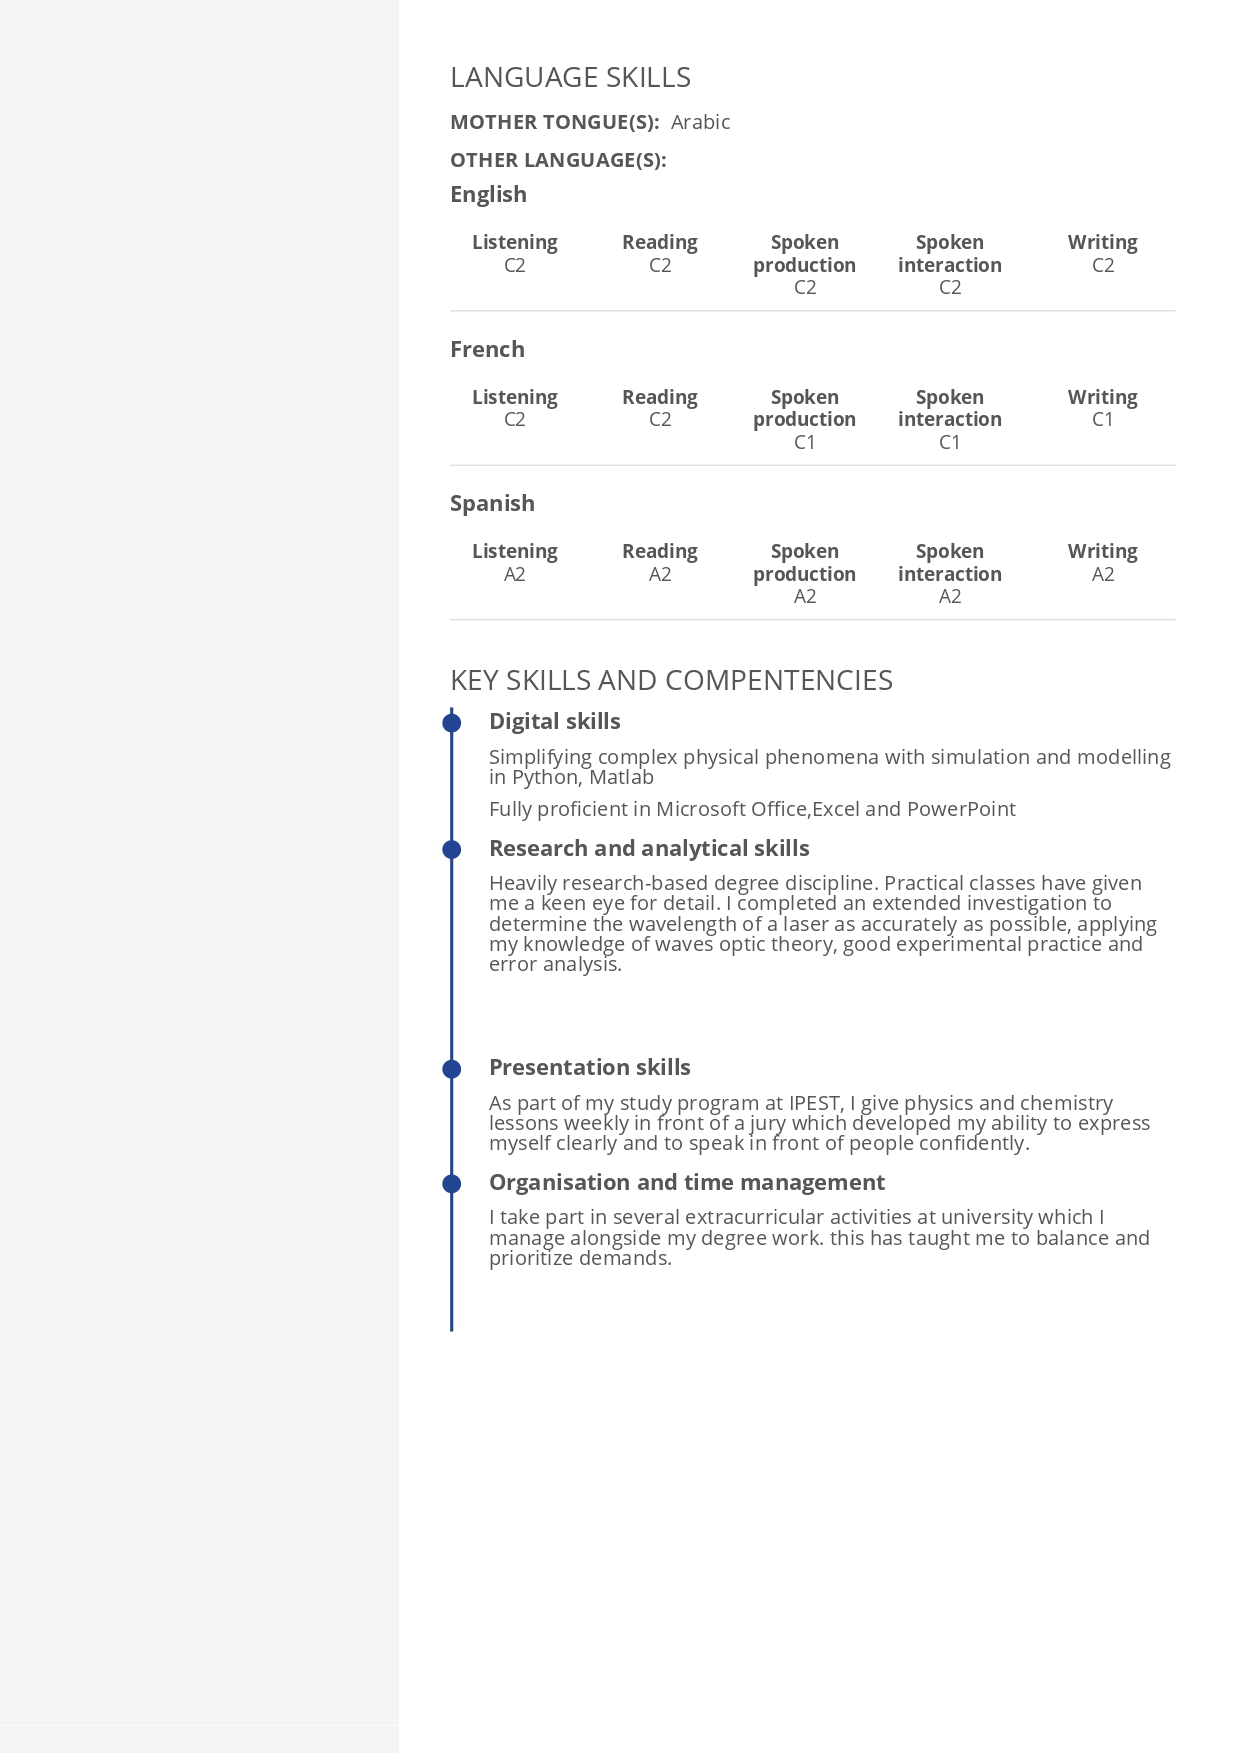 LANGUAGE SKILLS
MOTHER TONGUE(S): Arabic
OTHER LANGUAGE(S):
English
Listening Reading Spoken Spoken Writing
C2 C2 production interaction C2
C2 C2
French
Listening Reading Spoken Spoken Writing
C2 C2 production interaction C1
C1 C1
Spanish
Listening Reading Spoken Spoken Writing
A2 A2 production interaction A2
A2 A2
KEY SKILLS AND COMPENTENCIES
Digital skills
Simplifying complex physical phenomena with simulation and modelling
in Python, Matlab
Fully proficient in Microsoft Office,Excel and PowerPoint
Research and analytical skills
Heavily research-based degree discipline. Practical classes have given
me a keen eye for detail. I completed an extended investigation to
determine the wavelength of a laser as accurately as possible, applying
my knowledge of waves optic theory, good experimental practice and
error analysis.
Presentation skills
As part of my study program at IPEST, I give physics and chemistry
lessons weekly in front of a jury which developed my ability to express
myself clearly and to speak in front of people confidently.
Organisation and time management
I take part in several extracurricular activities at university which I
manage alongside my degree work. this has taught me to balance and
prioritize demands.